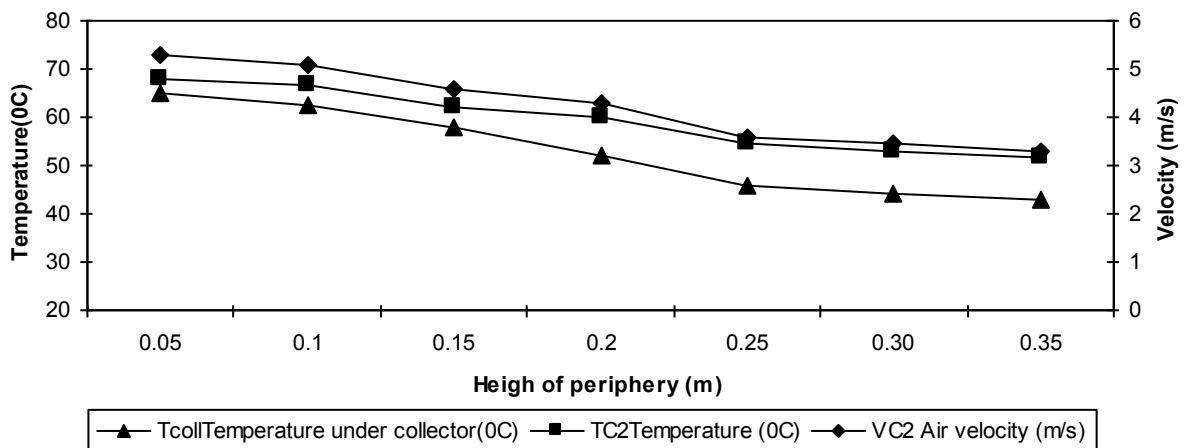 80
70
60
50
40
30
20
Temperature(0C)
6
5
4
3
2
1
0
Velocity (m/s)
0.05 0.1 0.15 0.2 0.25 0.30 0.35
Heigh of periphery (m)
TcollTemperature under collector(0C) TC2Temperature (0C) VC2 Air velocity (m/s)